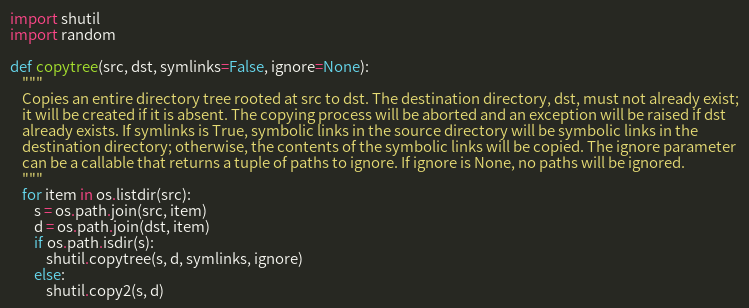 import shutil
import random

def copytree(src, dst, symlinks=False, ignore=None):
    """
    Copies an entire directory tree rooted at src to dst. The destination directory, dst, must not already exist;
    it will be created if it is absent. The copying process will be aborted and an exception will be raised if dst
    already exists. If symlinks is True, symbolic links in the source directory will be symbolic links in the
    destination directory; otherwise, the contents of the symbolic links will be copied. The ignore parameter
    can be a callable that returns a tuple of paths to ignore. If ignore is None, no paths will be ignored.
    """
    for item in os.listdir(src):
        s = os.path.join(src, item)
        d = os.path.join(dst, item)
        if os.path.isdir(s):
            shutil.copytree(s, d, symlinks, ignore)
        else:
            shutil.copy2(s, d)